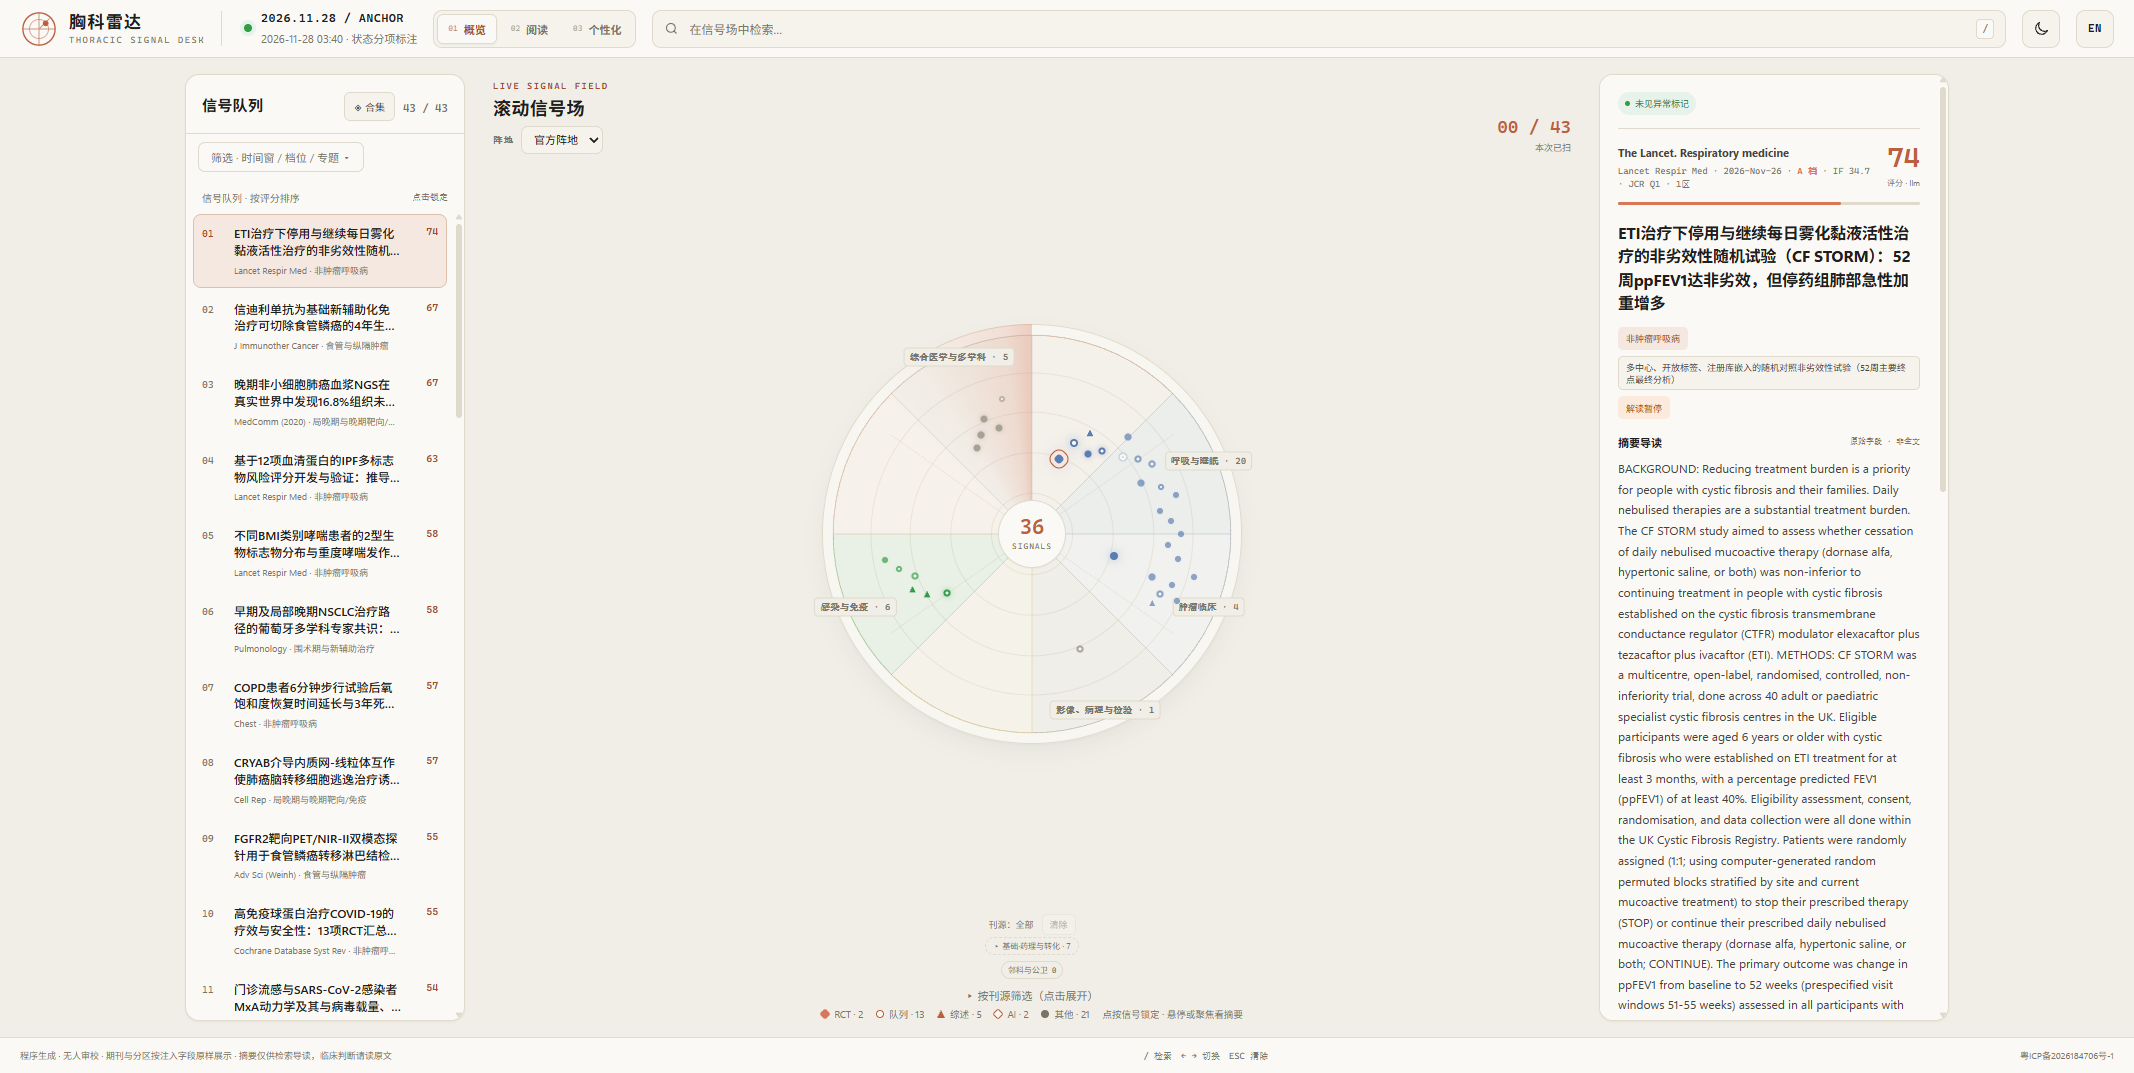 胸科雷达
THORACIC SIGNAL DESK
2026.11.28 / ANCHOR
2026-11-28 03:40 · 状态分项标注
01 概览
02 阅读
03 个性化
在信号场中检索...
/
EN
信号队列
◈ 合集
43 / 43
筛选 · 时间窗 / 档位 / 专题
信号队列 · 按评分排序
点击锁定
01
ETI治疗下停用与继续每日雾化
黏液活性治疗的非劣效性随机...
74
Lancet Respir Med · 非肿瘤呼吸病
02
信迪利单抗为基础新辅助化免
治疗可切除食管鳞癌的4年生...
67
J Immunother Cancer · 食管与纵隔肿瘤
03
晚期非小细胞肺癌血浆NGS在
真实世界中发现16.8%组织未...
67
MedComm (2020) · 局晚期与晚期靶向/...
04
基于12项血清蛋白的IPF多标志
物风险评分开发与验证：推导...
63
Lancet Respir Med · 非肿瘤呼吸病
05
不同BMI类别哮喘患者的2型生
物标志物分布与重度哮喘发作...
58
Lancet Respir Med · 非肿瘤呼吸病
06
早期及局部晚期NSCLC治疗路
径的葡萄牙多学科专家共识：...
58
Pulmonology · 围术期与新辅助治疗
07
COPD患者6分钟步行试验后氧
饱和度恢复时间延长与3年死...
57
Chest · 非肿瘤呼吸病
08
CRYAB介导内质网-线粒体互作
使肺癌脑转移细胞逃逸治疗诱...
57
Cell Rep · 局晚期与晚期靶向/免疫
09
FGFR2靶向PET/NIR-II双模态探
针用于食管鳞癌转移淋巴结检...
55
Adv Sci (Weinh) · 食管与纵隔肿瘤
10
高免疫球蛋白治疗COVID-19的
疗效与安全性：13项RCT汇总...
55
Cochrane Database Syst Rev · 非肿瘤呼...
11
门诊流感与SARS-CoV-2感染者
MxA动力学及其与病毒载量、...
54
LIVE SIGNAL FIELD
滚动信号场
阵地
官方阵地
00 / 43
本次已扫
综合医学与多学科 · 5
呼吸与睡眠 · 20
36
SIGNALS
感染与免疫 · 6
肿瘤临床 · 4
影像、病理与检验 · 1
刊源：全部
清除
• 基础·药理与转化 · 7
邻科与公卫 0
▸ 按刊源筛选（点击展开）
RCT · 2
队列 · 13
综述 · 5
AI · 2
其他 · 21
点按信号锁定 · 悬停或聚焦看摘要
未见异常标记
The Lancet. Respiratory medicine
74
Lancet Respir Med · 2026-Nov-26 · A 档 · IF 34.7
· JCR Q1 · 1区
评分 · llm
ETI治疗下停用与继续每日雾化黏液活性治
疗的非劣效性随机试验（CF STORM）：52
周ppFEV1达非劣效，但停药组肺部急性加
重增多
非肿瘤呼吸病
多中心、开放标签、注册库嵌入的随机对照非劣效性试验（52周主要终
点最终分析）
解读暂停
摘要导读
原始字段 · 非全文
BACKGROUND: Reducing treatment burden is a priority
for people with cystic fibrosis and their families. Daily
nebulised therapies are a substantial treatment burden.
The CF STORM study aimed to assess whether cessation
of daily nebulised mucoactive therapy (dornase alfa,
hypertonic saline, or both) was non-inferior to
continuing treatment in people with cystic fibrosis
established on the cystic fibrosis transmembrane
conductance regulator (CTFR) modulator elexacaftor plus
tezacaftor plus ivacaftor (ETI). METHODS: CF STORM was
a multicentre, open-label, randomised, controlled, non-
inferiority trial, done across 40 adult or paediatric
specialist cystic fibrosis centres in the UK. Eligible
participants were aged 6 years or older with cystic
fibrosis who were established on ETI treatment for at
least 3 months, with a percentage predicted FEV1
(ppFEV1) of at least 40%. Eligibility assessment, consent,
randomisation, and data collection were all done within
the UK Cystic Fibrosis Registry. Patients were randomly
assigned (1:1; using computer-generated random
permuted blocks stratified by site and current
mucoactive treatment) to stop their prescribed therapy
(STOP) or continue their prescribed daily nebulised
mucoactive therapy (dornase alfa, hypertonic saline, or
both; CONTINUE). The primary outcome was change in
ppFEV1 from baseline to 52 weeks (prespecified visit
windows 51-55 weeks) assessed in all participants with
程序生成 · 无人审校 · 期刊与分区按注入字段原样展示 · 摘要仅供检索导读，临床判断请读原文
/ 检索 ← → 切换 ESC 清除
粤ICP备2026184706号-1